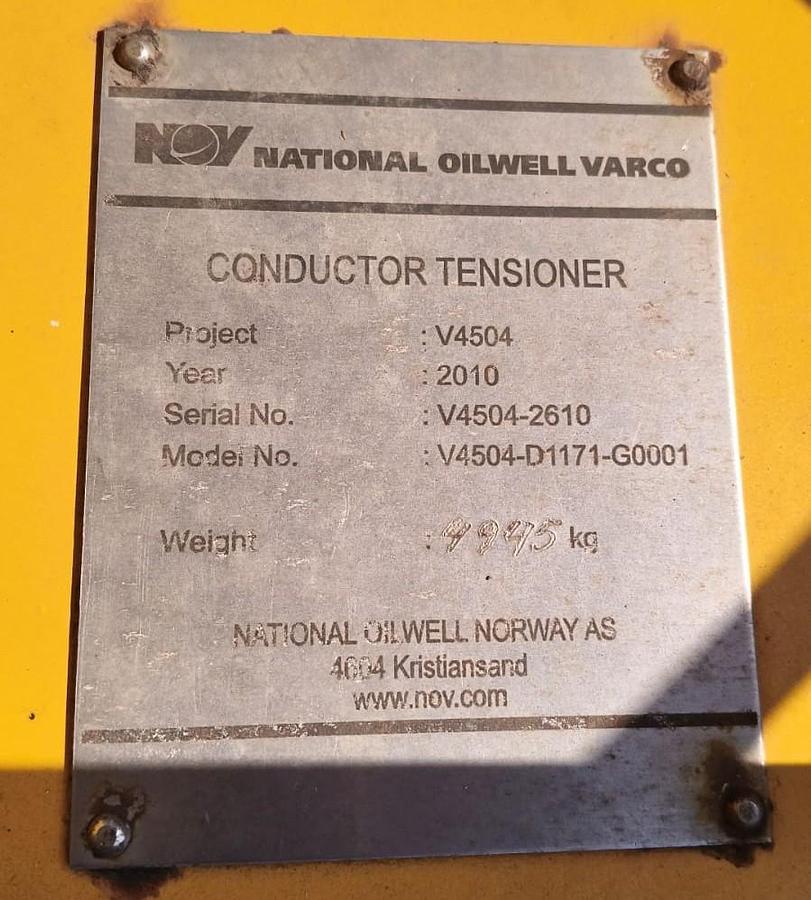 NOV NATIONAL OILWELL VARCO
CONDUCTOR TENSIONER
Project : V4504
Year : 2010
Serial No. : V4504-2610
Model No. : V4504-D1171-G0001
Weight : 4945 kg
NATIONAL OILWELL NORWAY AS
4604 Kristiansand
www.nov.com